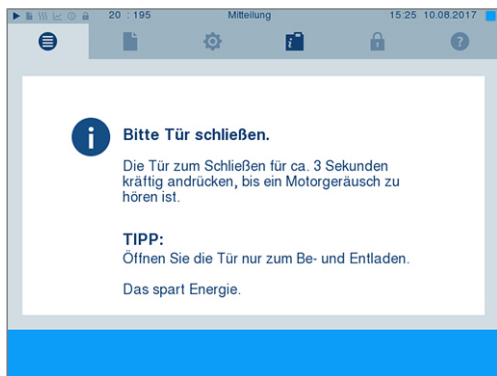 20 : 195 Mitteilung 15:25 10.08.2017
Bitte Tür schließen.
Die Tür zum Schließen für ca. 3 Sekunden
kräftig andrücken, bis ein Motorgeräusch zu
hören ist.
TIPP:
Öffnen Sie die Tür nur zum Be- und Entladen.
Das spart Energie.